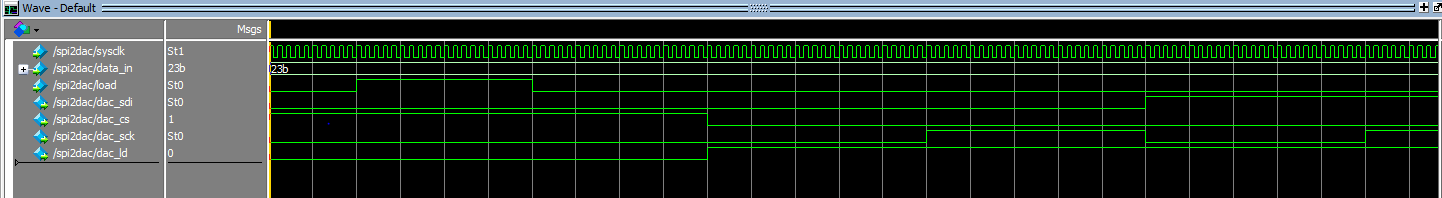 Wave - Default
Msgs
/spi2dac/sysclk St1
/spi2dac/data_in 23b 23b
/spi2dac/load St0
/spi2dac/dac_sdi St0
/spi2dac/dac_cs 1
/spi2dac/dac_sck St0
/spi2dac/dac_ld 0